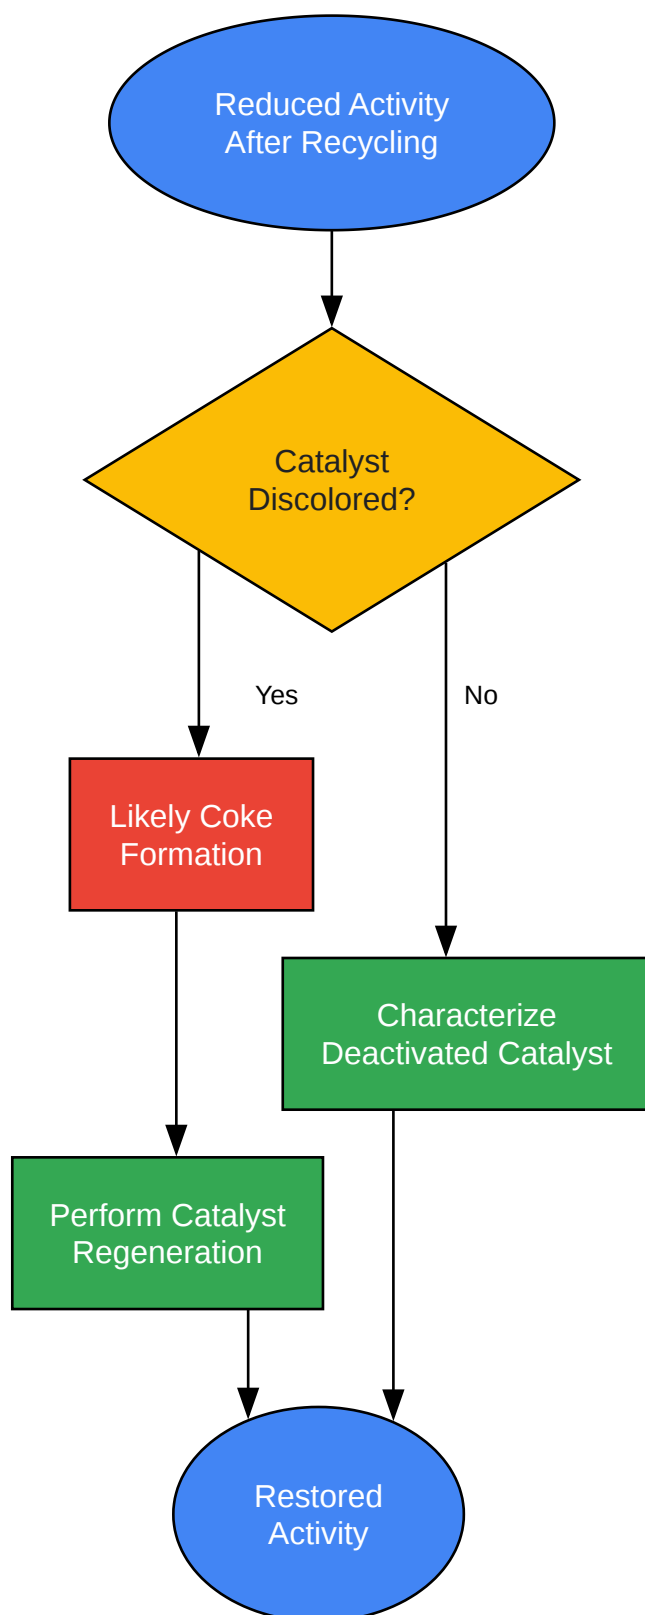 Reduced Activity
After Recycling
Catalyst
Discolored?
Yes
No
Likely Coke
Formation
Characterize
Deactivated Catalyst
Perform Catalyst
Regeneration
Restored
Activity